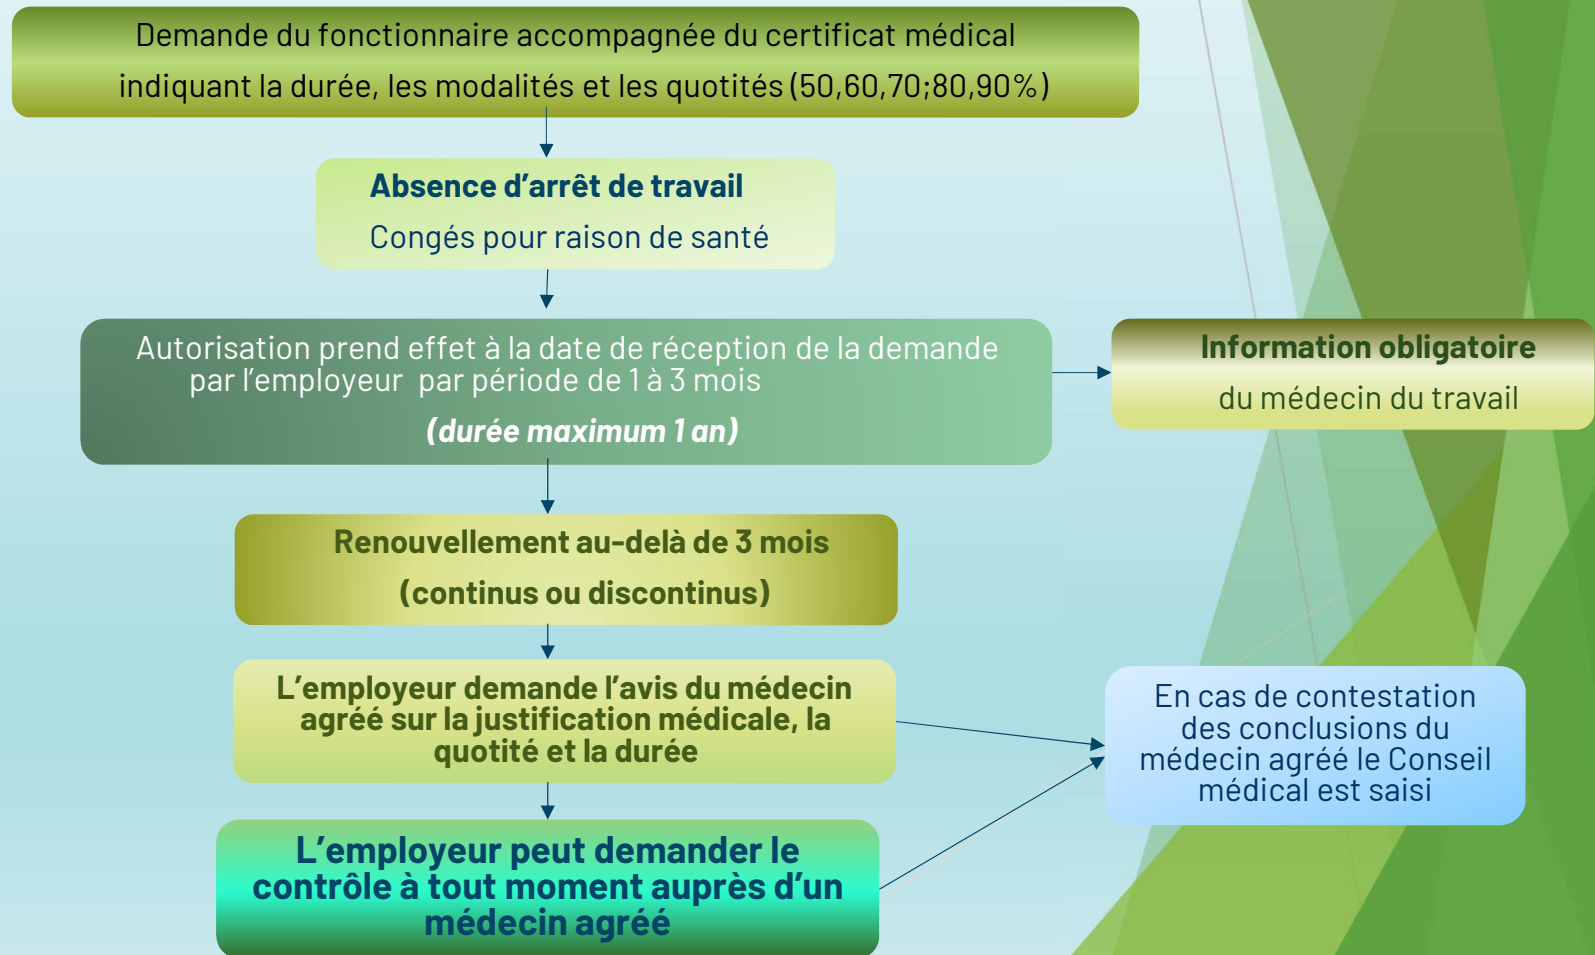 Demande du fonctionnaire accompagnée du certificat médical
indiquant la durée, les modalités et les quotités (50,60,70;80,90%)
Absence d’arrêt de travail
Congés pour raison de santé
Autorisation prend effet à la date de réception de la demande
par l’employeur par période de 1 à 3 mois
(durée maximum 1 an)
Information obligatoire
du médecin du travail
Renouvellement au-delà de 3 mois
(continus ou discontinus)
L’employeur demande l’avis du médecin
agréé sur la justification médicale, la
quotité et la durée
En cas de contestation
des conclusions du
médecin agréé le Conseil
médical est saisi
L’employeur peut demander le
contrôle à tout moment auprès d’un
médecin agréé